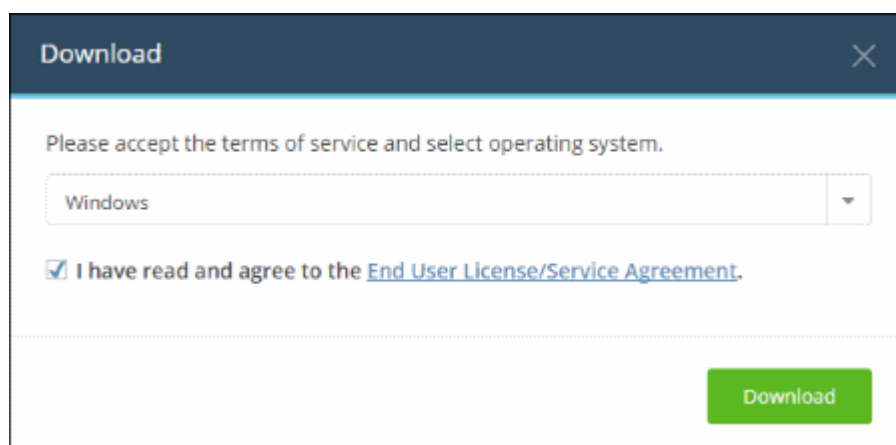 Download
Please accept the terms of service and select operating system.
Windows
I have read and agree to the End User License/Service Agreement.
Download